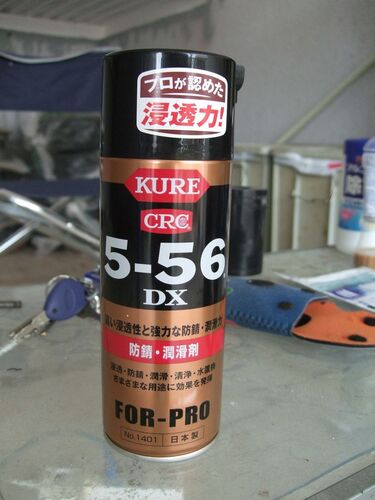 プロが認めた
浸透力!
KURE
CRC
5-56
DX
高い浸透性と強力な防錆・潤滑力
防錆・潤滑剤
浸透・防錆・潤滑・清浄・水置換
さまざまな用途に効果を発揮
FOR-PRO
No.1401
日本製